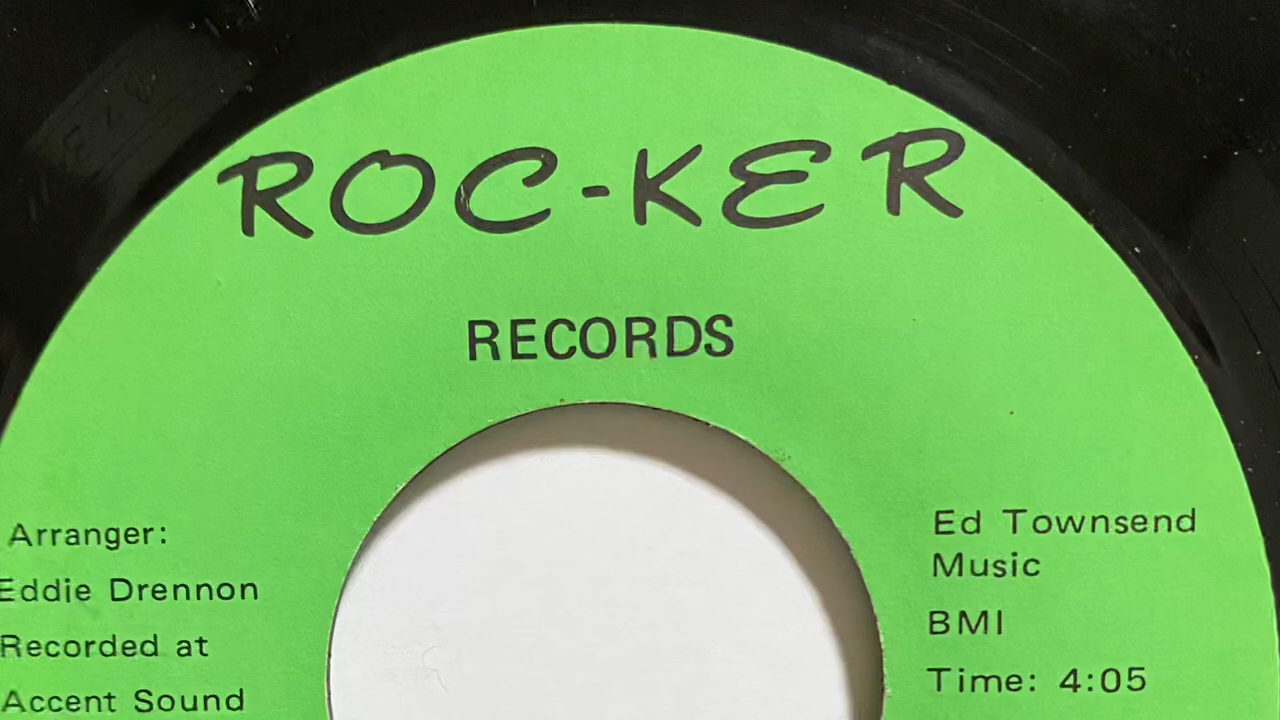 ROC-KER
RECORDS
Arranger:
Eddie Drennon
Recorded at
Accent Sound
Ed Townsend
Music
BMI
Time: 4:05